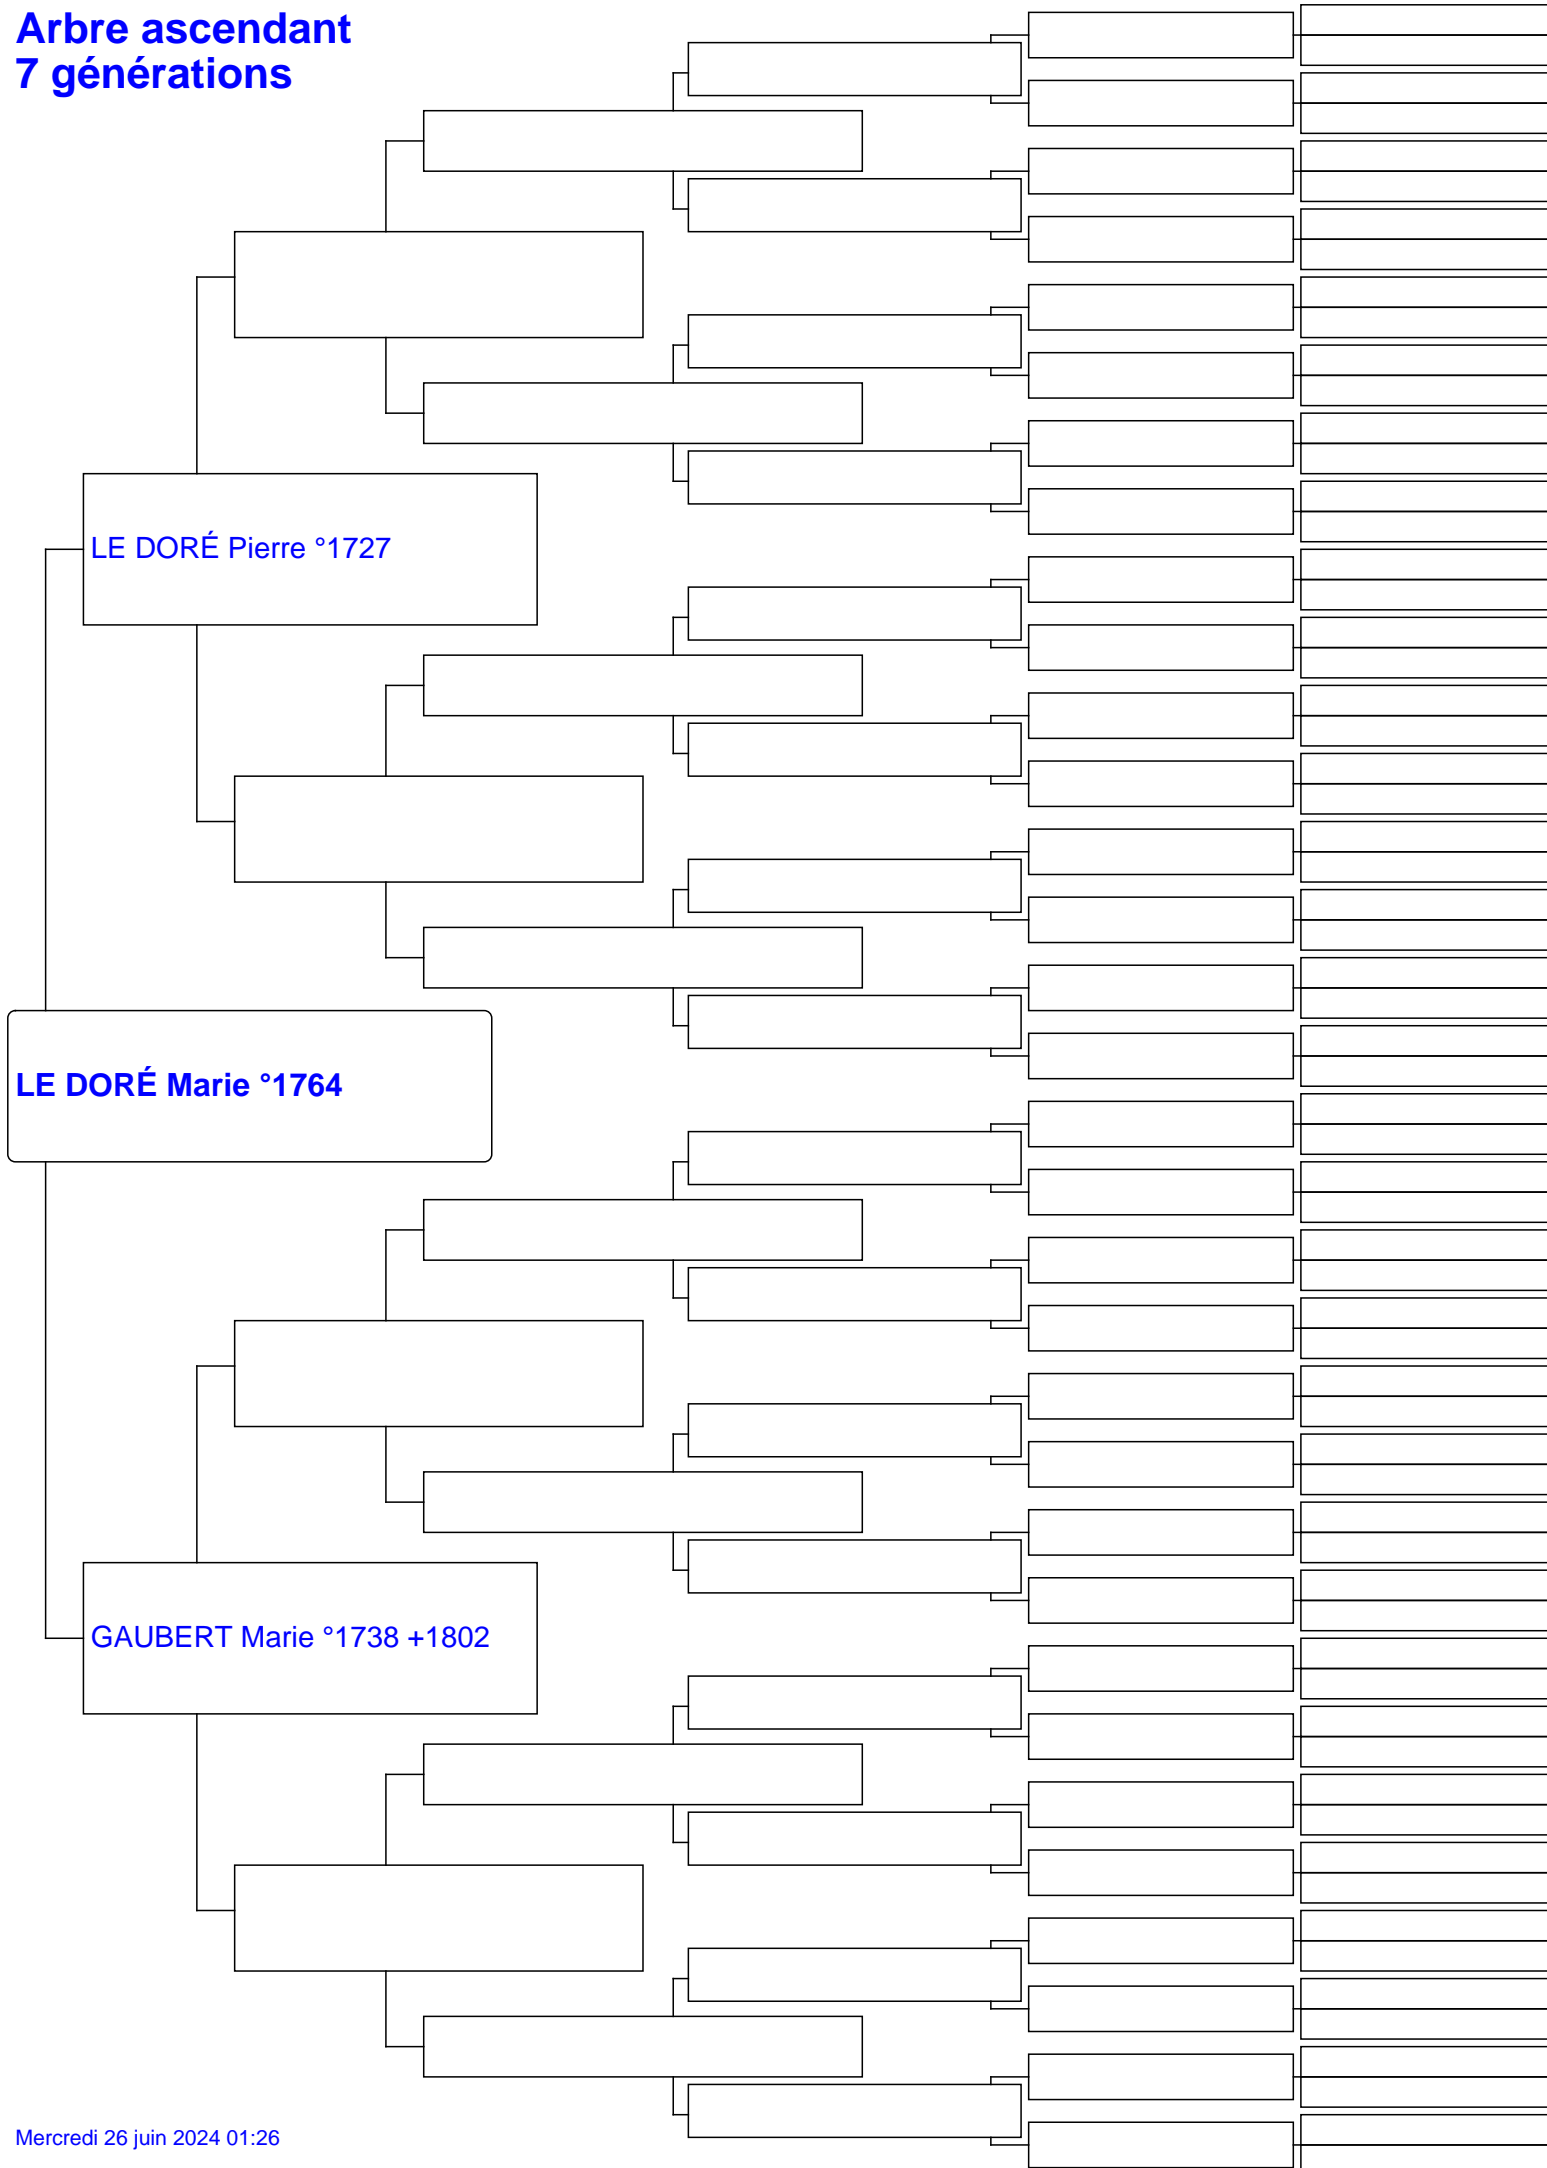 Arbre ascendant
7 générations
LE DORÉ Pierre °1727
LE DORÉ Marie °1764
GAUBERT Marie °1738 +1802
Mercredi 26 juin 2024 01:26